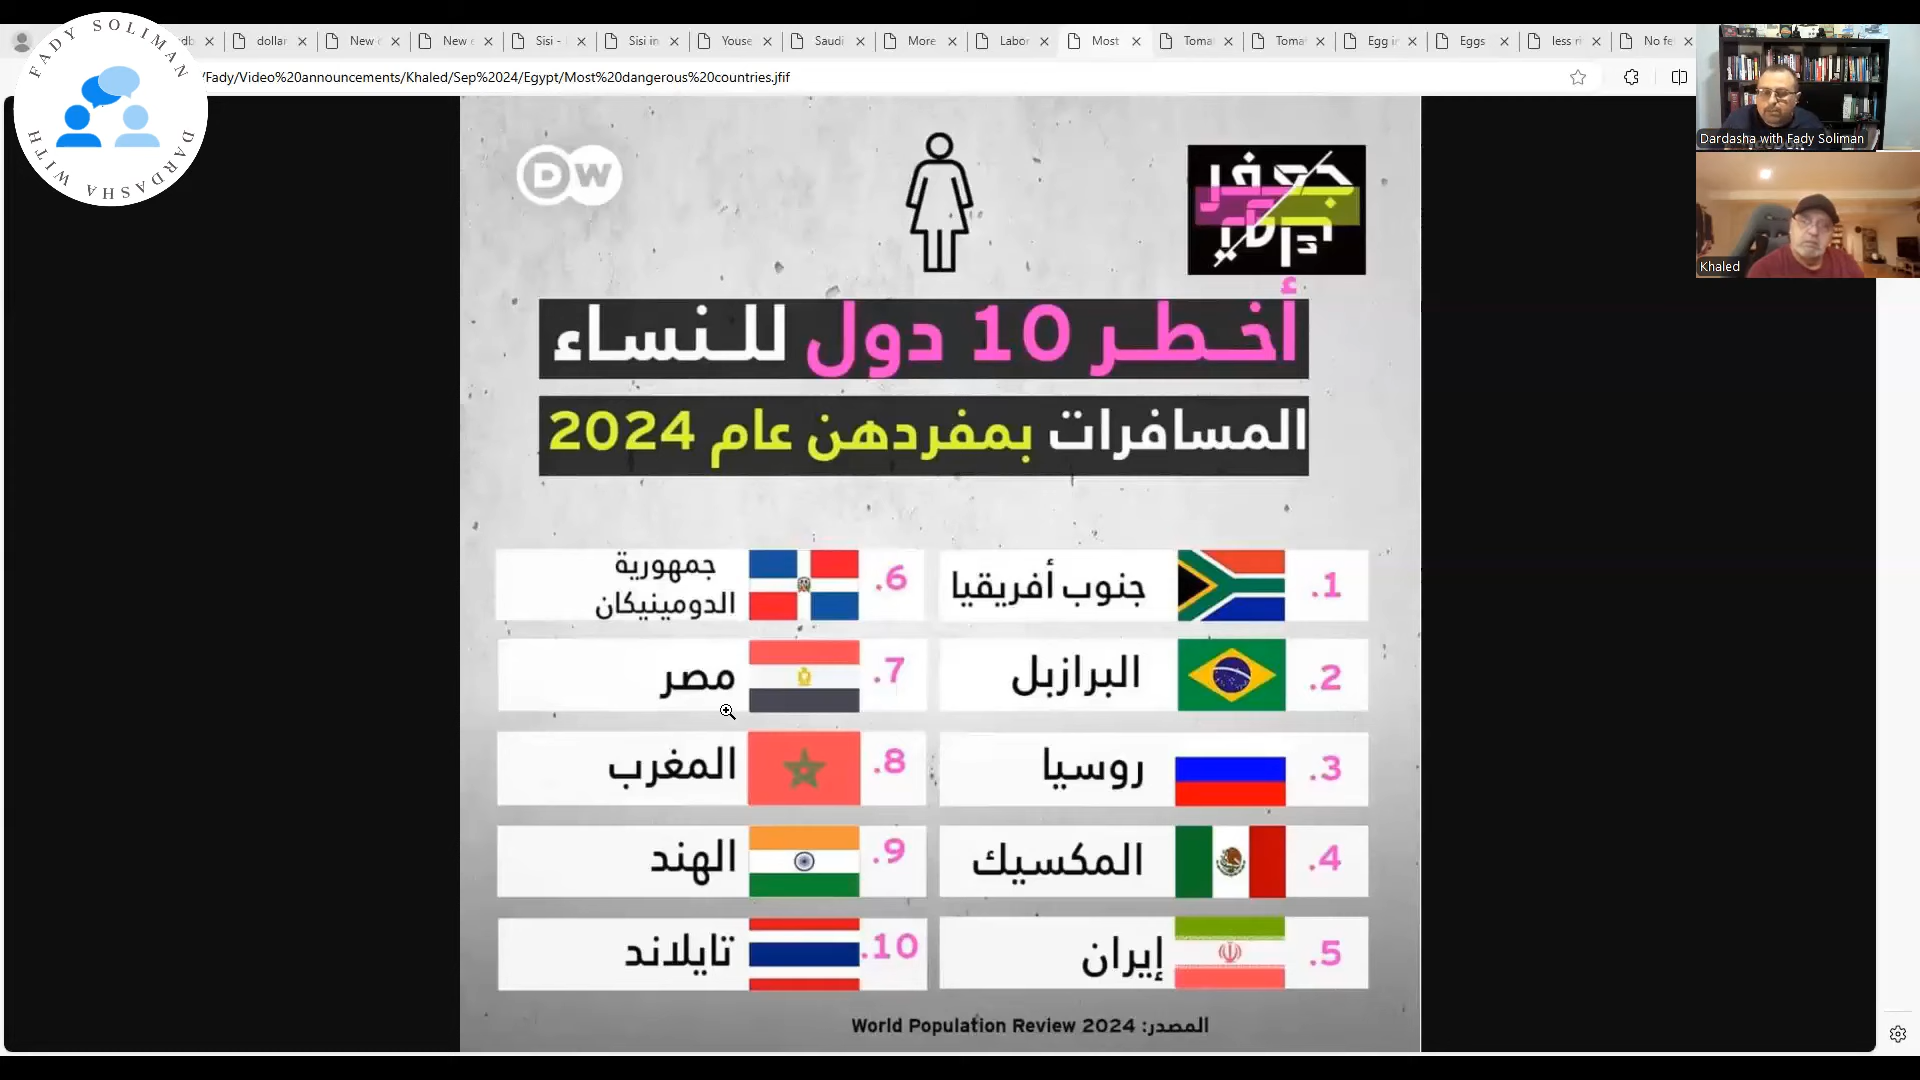 FADY SOLIMAN
DARDASHA WITH
dollar
New
New e
Sisi -
Sisi in
Youse
Saudi
More
Labor
Most
Tomat
Tomat
Egg in
Eggs
less ri
No fe
/Fady/Video%20announcements/Khaled/Sep%2024/Egypt/Most%20dangerous%20countries.jfif
Dardasha with Fady Soliman
Khaled
DW
جعفر
توك
أخطر 10 دول للنساء
المسافرات بمفردهن عام 2024
1. جنوب أفريقيا
2. البرازيل
3. روسيا
4. المكسيك
5. إيران
6. جمهورية
الدومينيكان
7. مصر
8. المغرب
9. الهند
10. تايلاند
المصدر: World Population Review 2024